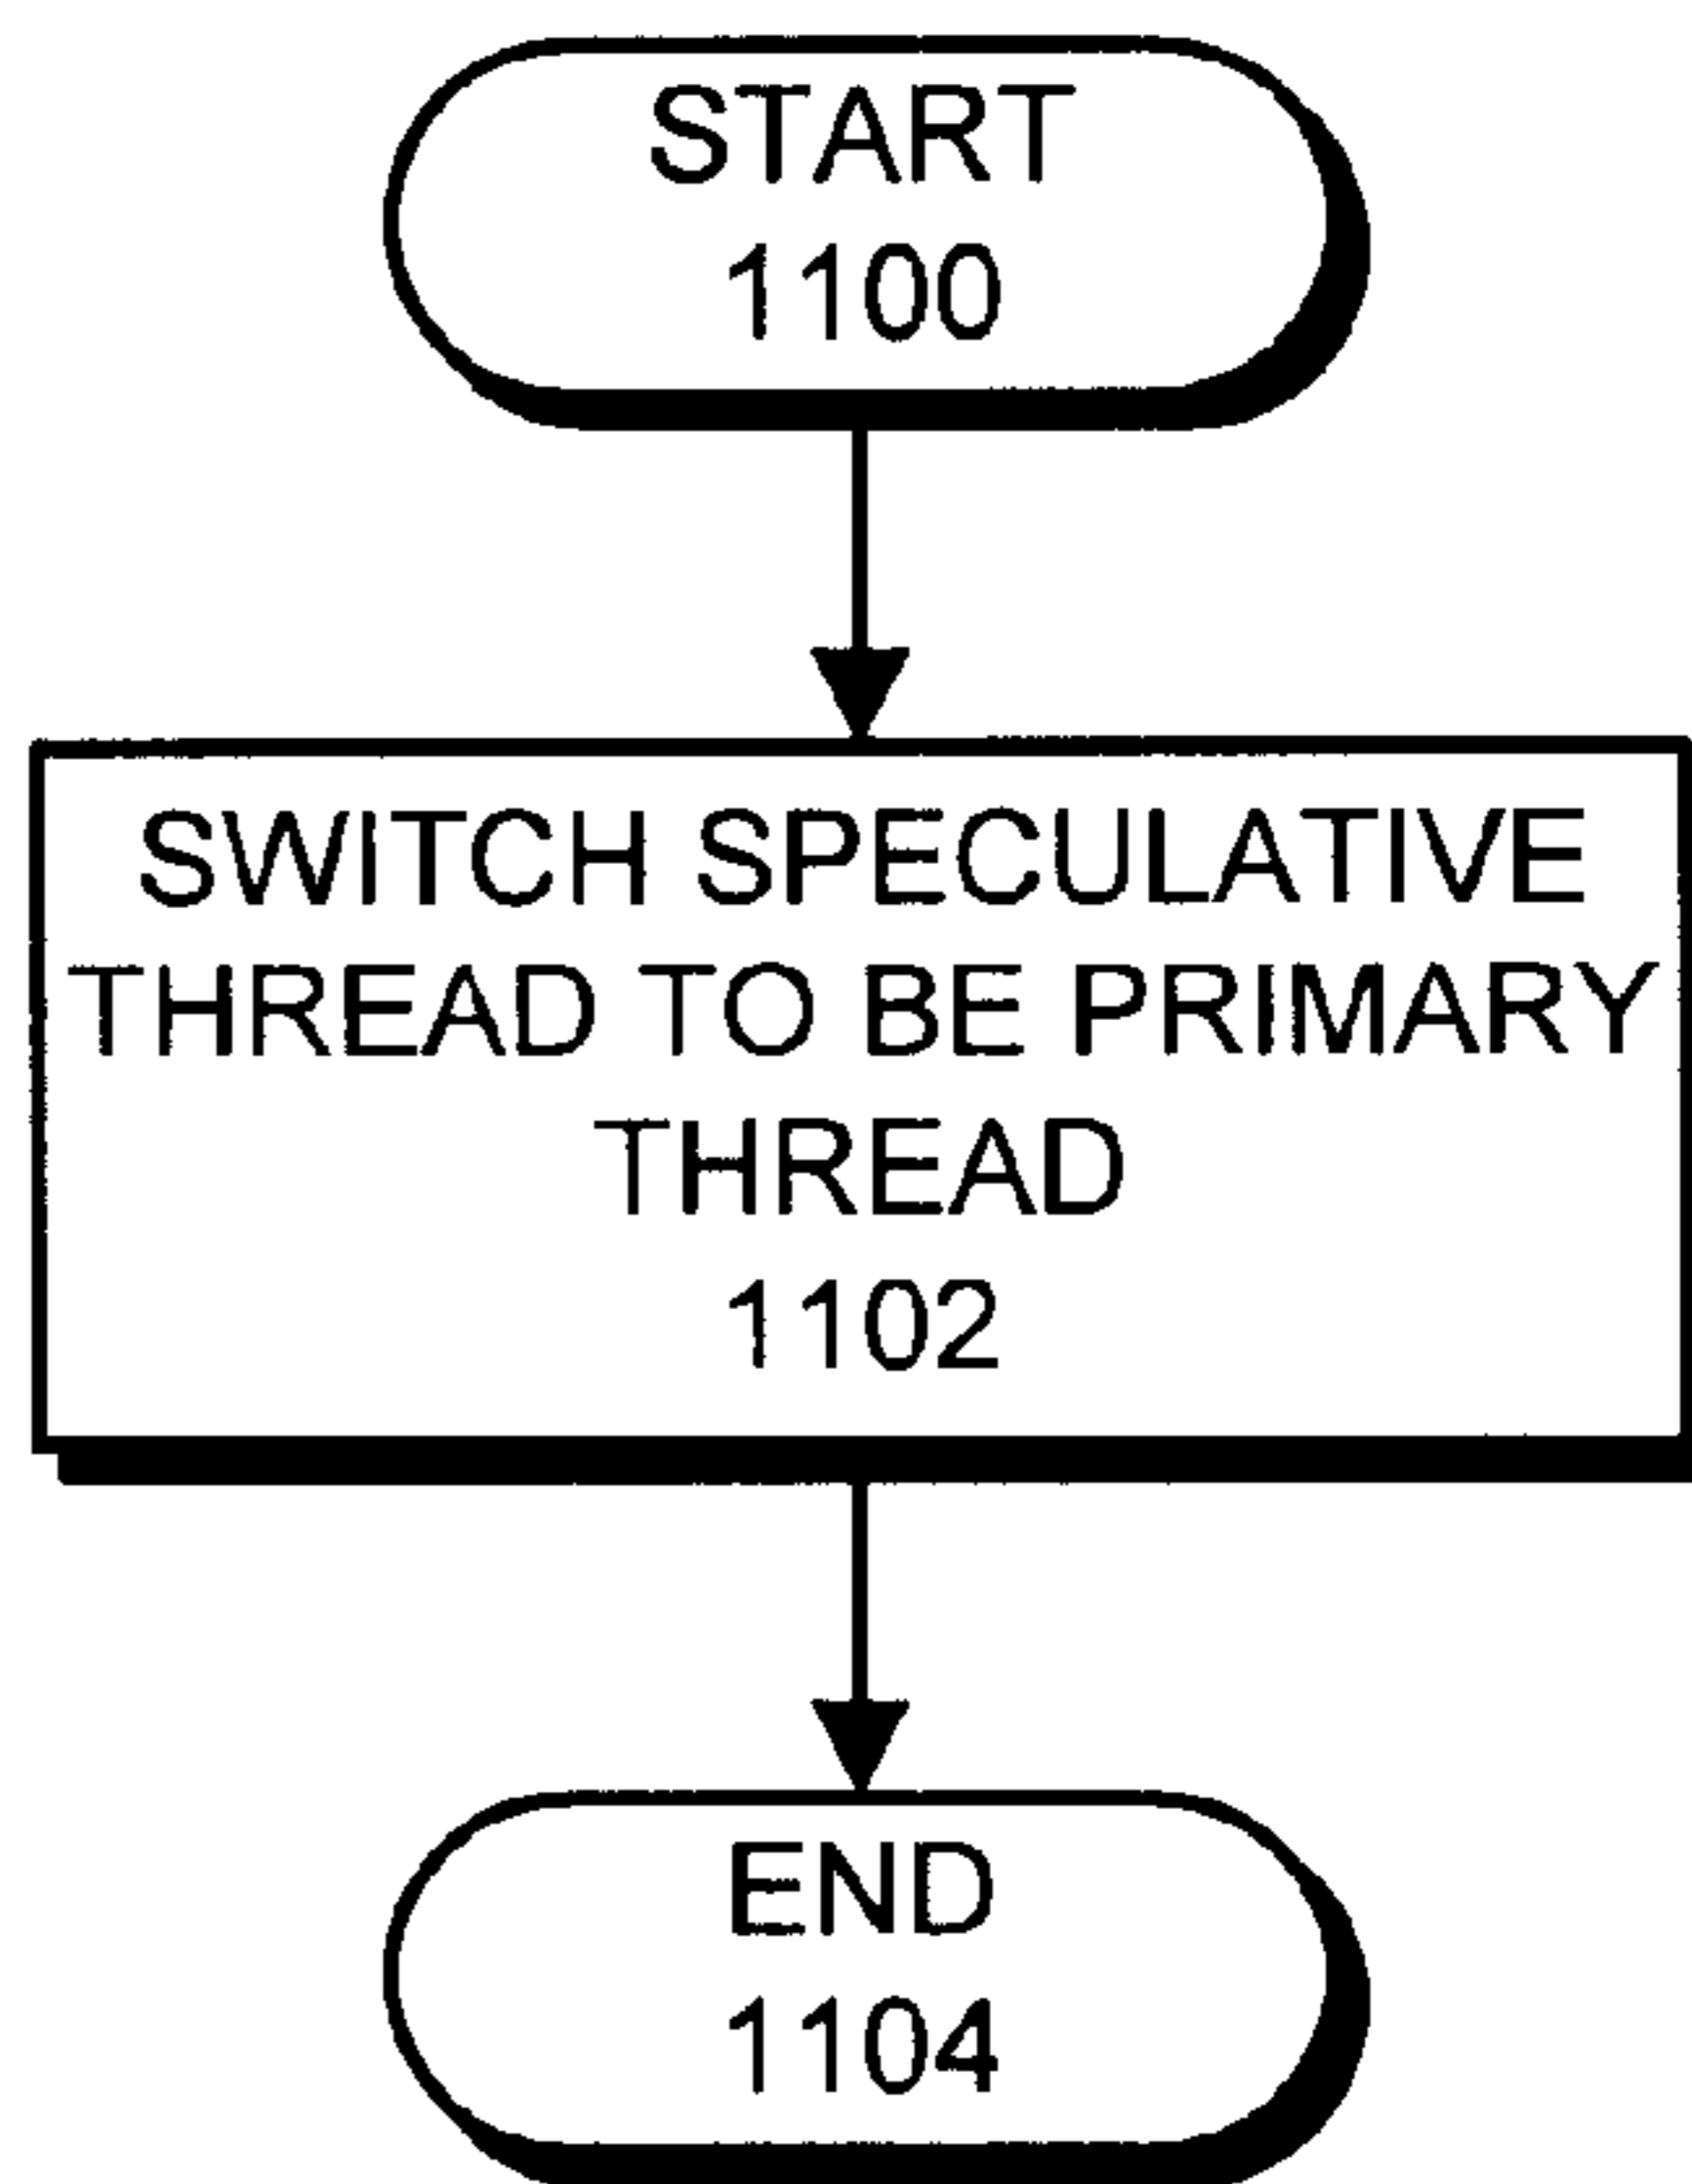 START
1100
SWITCH SPECULATIVE
THREAD TO BE PRIMARY
THREAD
1102
END
1104